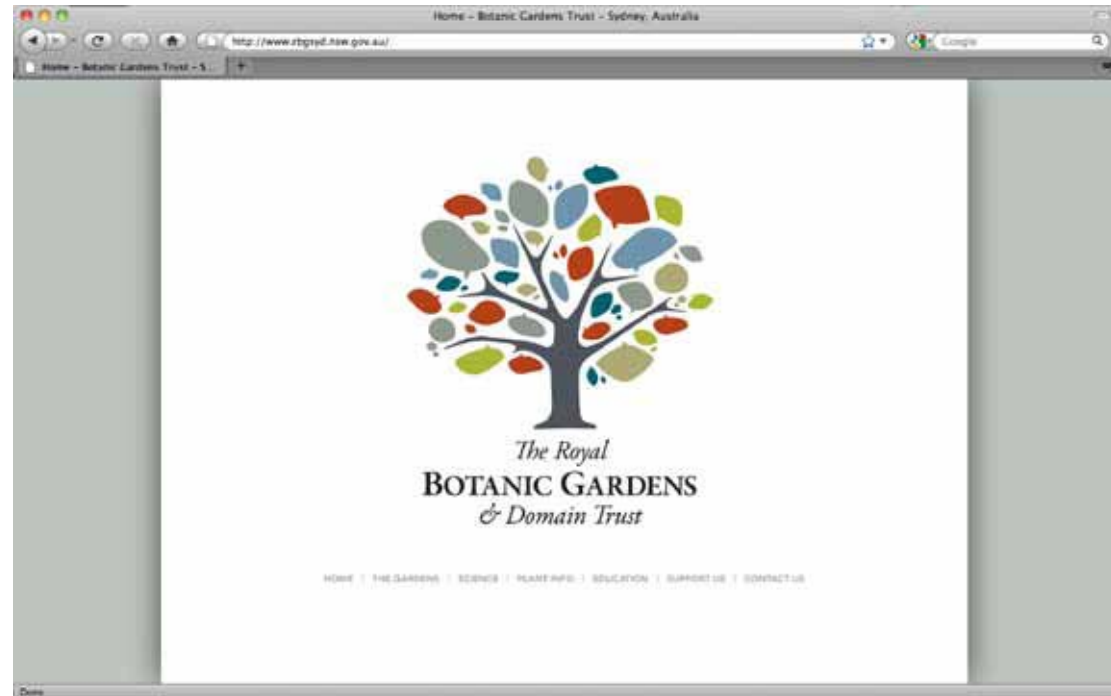 Home – Botanic Gardens Trust – Sydney, Australia
http://www.rbgsyd.nsw.gov.au/
Google
Home – Botanic Gardens Trust – S...
The Royal
BOTANIC GARDENS
& Domain Trust
HOME | THE GARDENS | SCIENCE | PLANT INFO | EDUCATION | SUPPORT US | CONTACT US
Done